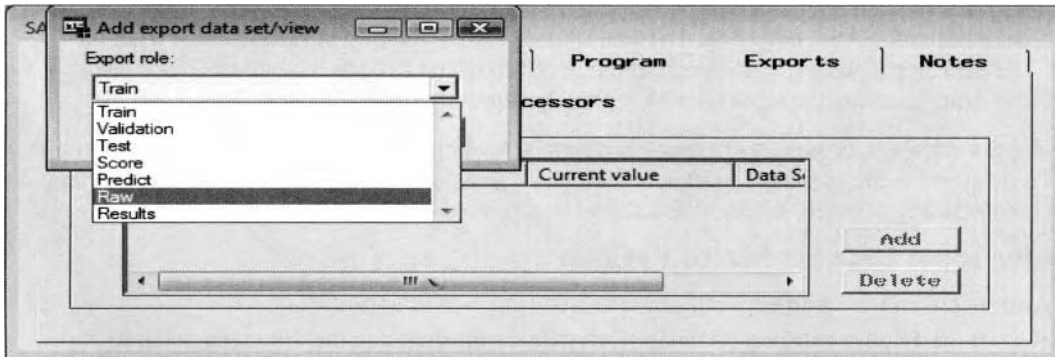 SA
Add export data set/view
Export role:
Train
Train
Validation
Test
Score
Predict
Raw
Results
Program Exports Notes
cessors
Current value Data S
Add
Delete